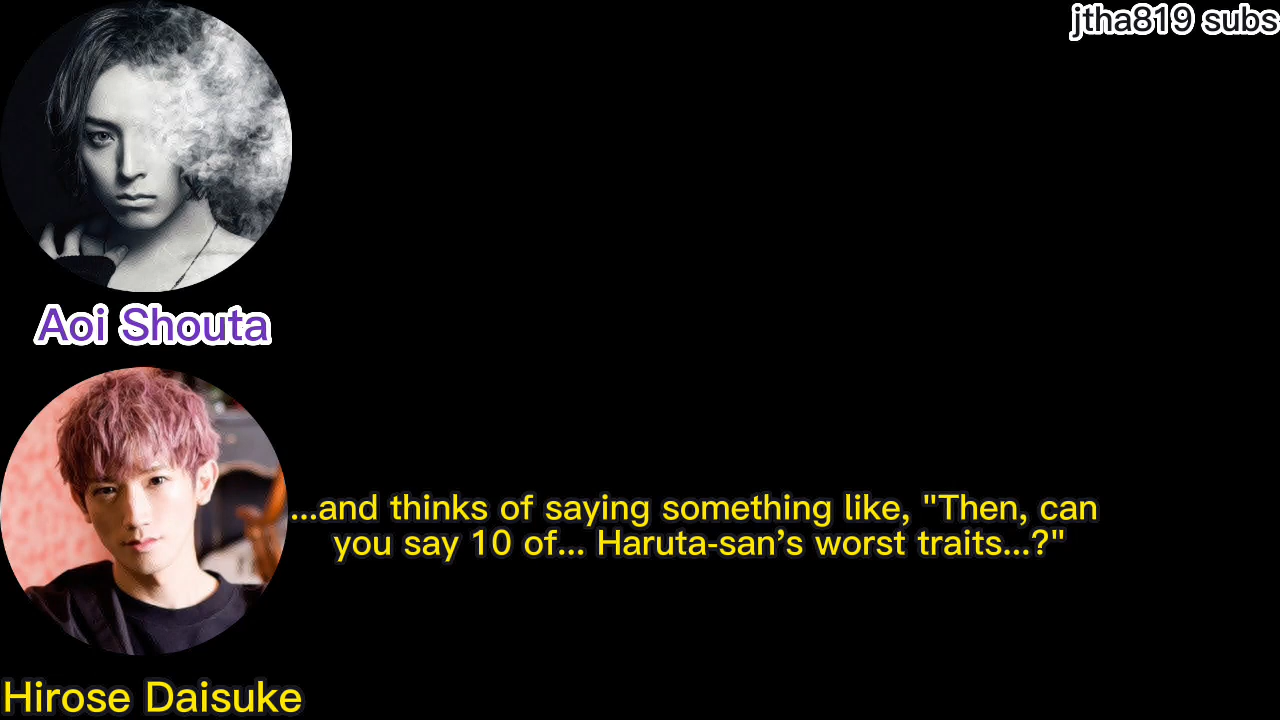 jtha819 subs
Aoi Shouta
...and thinks of saying something like, "Then, can
you say 10 of... Haruta-san’s worst traits...?"
Hirose Daisuke